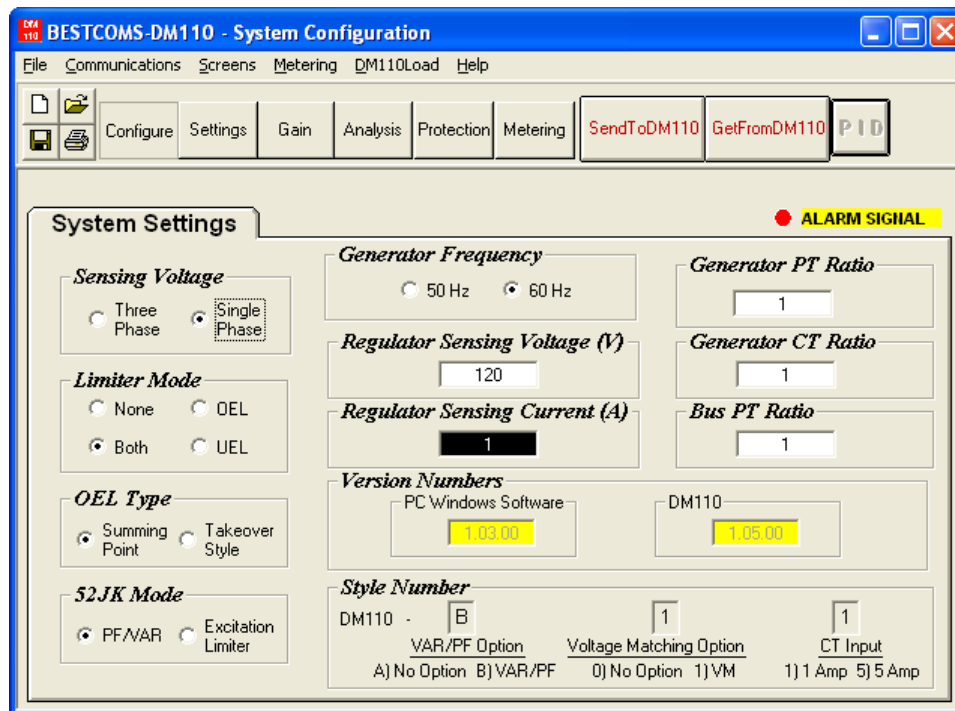 DM 110 BESTCOMS-DM110 - System Configuration
File Communications Screens Metering DM110Load Help
Configure Settings Gain Analysis Protection Metering SendToDM110 GetFromDM110 PID
ALARM SIGNAL
System Settings
Sensing Voltage
Three Phase
Single Phase
Limiter Mode
None OEL
Both UEL
OEL Type
Summing Point
Takeover Style
52JK Mode
PF/VAR
Excitation Limiter
Generator Frequency
50 Hz 60 Hz
Regulator Sensing Voltage (V)
120
Regulator Sensing Current (A)
1
Generator PT Ratio
1
Generator CT Ratio
1
Bus PT Ratio
1
Version Numbers
PC Windows Software
1.03.00
DM110
1.05.00
Style Number
DM110 - B 1 1
VAR/PF Option Voltage Matching Option CT Input
A) No Option B) VAR/PF 0) No Option 1) VM 1) 1 Amp 5) 5 Amp